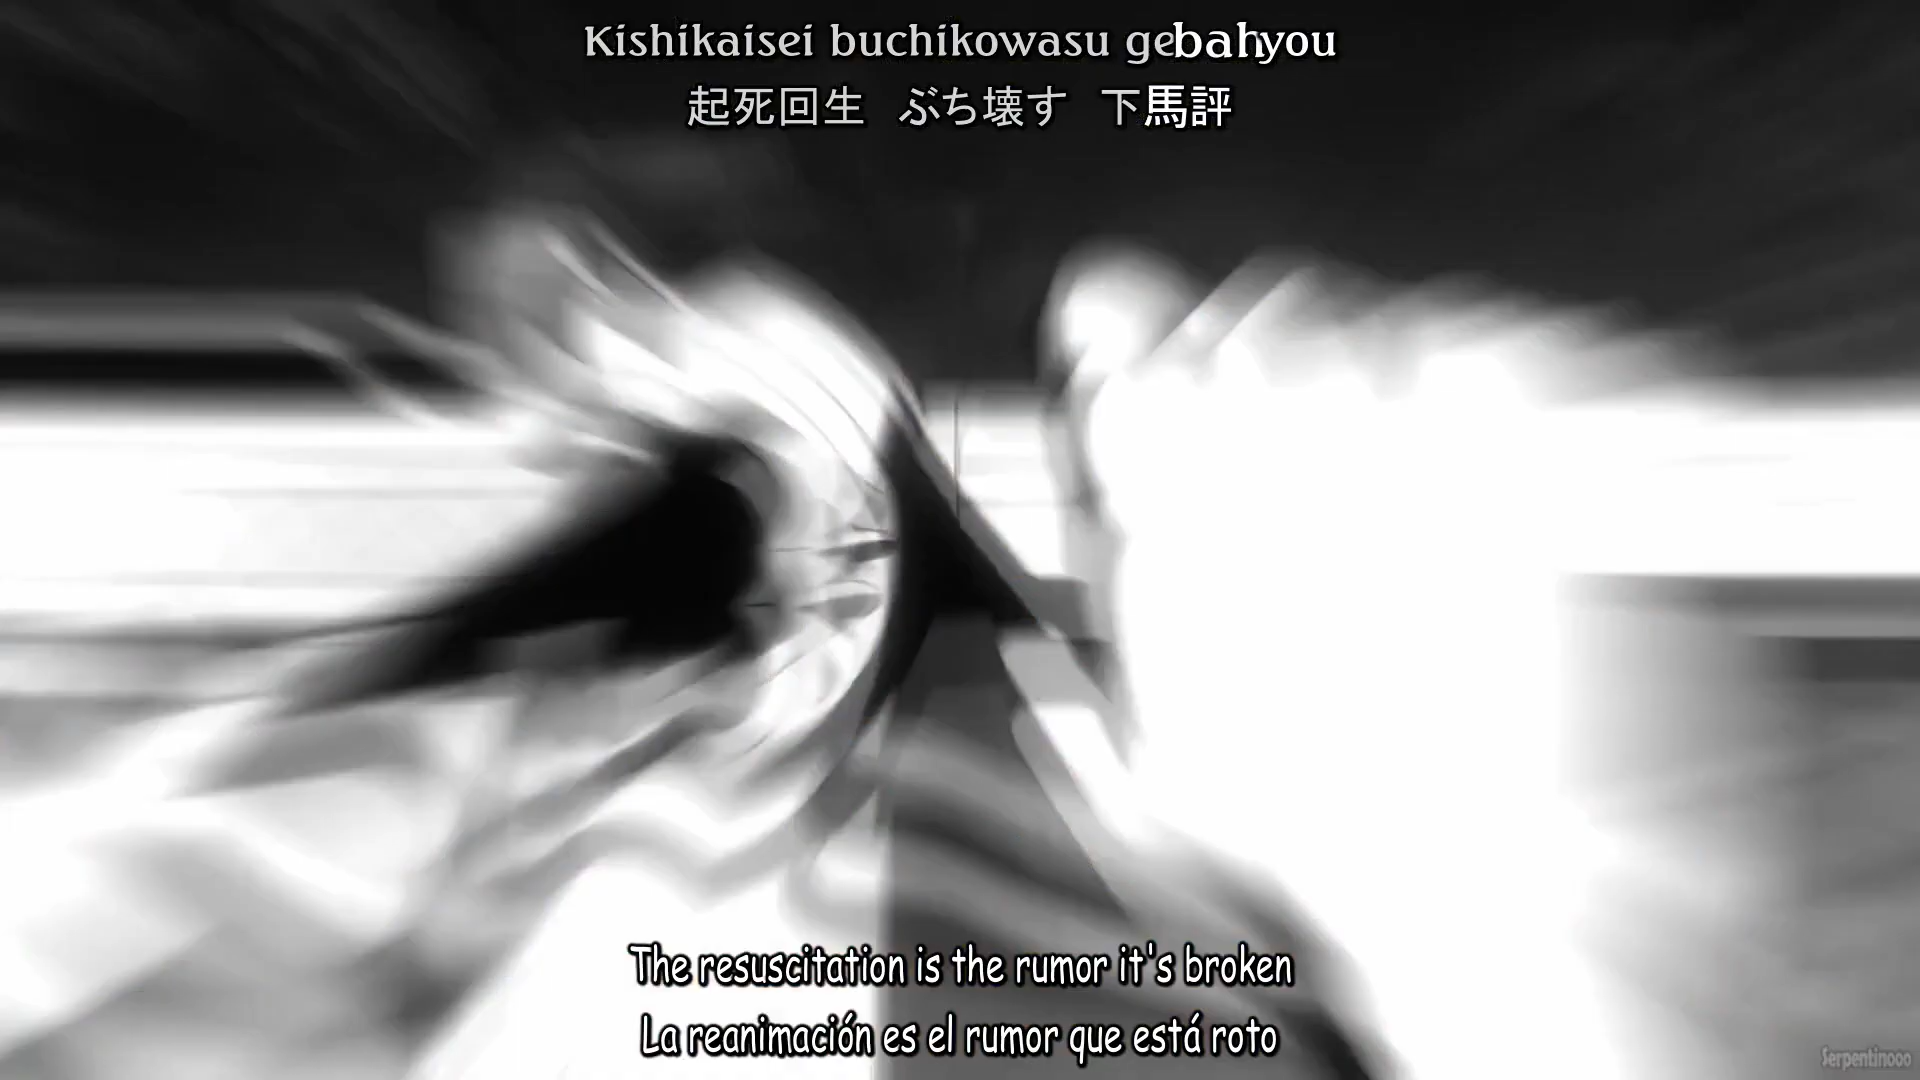 Kishikaisei buchikowasu gebahyou
起死回生　ぶち壊す　下馬評
The resuscitation is the rumor it's broken
La reanimación es el rumor que está roto
Serpentinooo